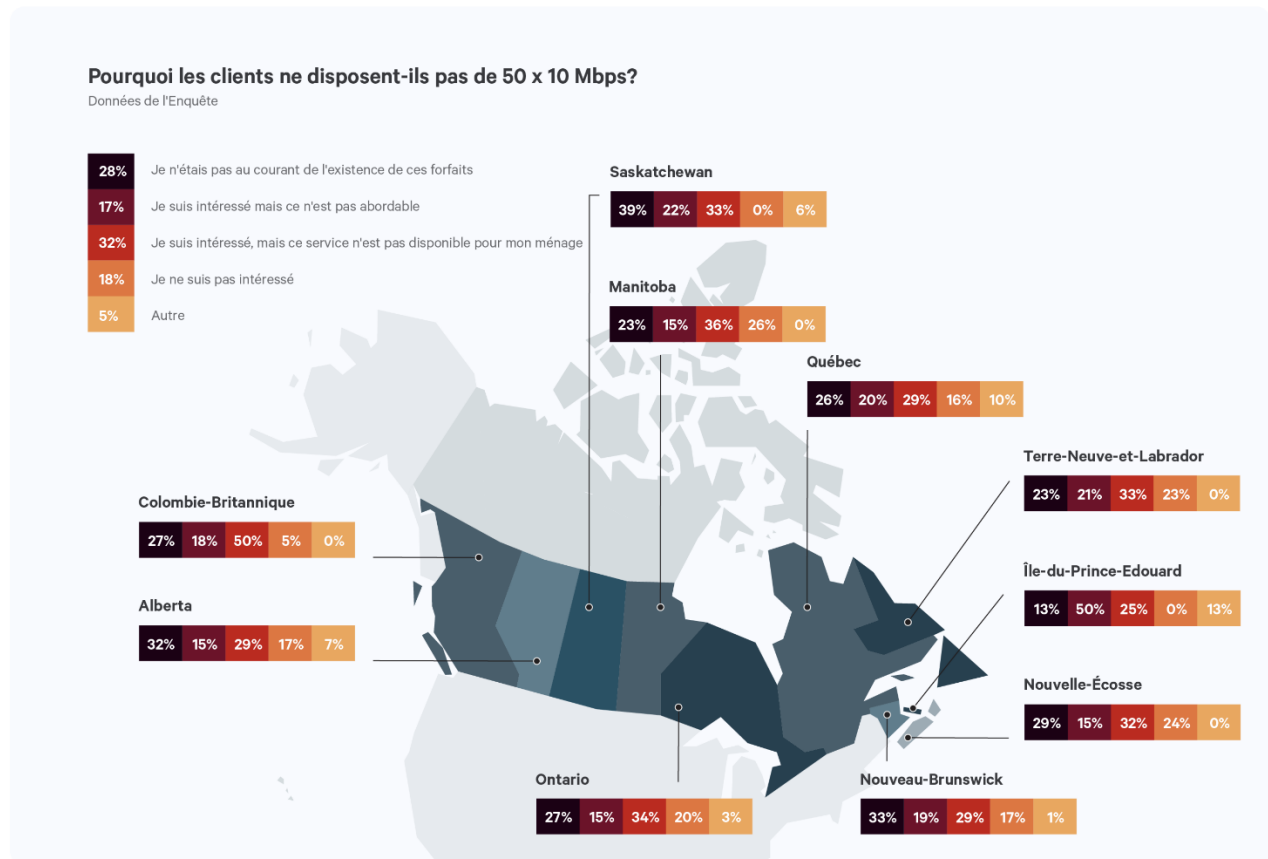 Pourquoi les clients ne disposent-ils pas de 50 x 10 Mbps?
Données de l'Enquête
28% Je n'étais pas au courant de l'existence de ces forfaits
17% Je suis intéressé mais ce n'est pas abordable
32% Je suis intéressé, mais ce service n'est pas disponible pour mon ménage
18% Je ne suis pas intéressé
5% Autre
Saskatchewan
39% 22% 33% 0% 6%
Manitoba
23% 15% 36% 26% 0%
Québec
26% 20% 29% 16% 10%
Terre-Neuve-et-Labrador
23% 21% 33% 23% 0%
Colombie-Britannique
27% 18% 50% 5% 0%
Île-du-Prince-Edouard
13% 50% 25% 0% 13%
Alberta
32% 15% 29% 17% 7%
Nouvelle-Écosse
29% 15% 32% 24% 0%
Ontario
27% 15% 34% 20% 3%
Nouveau-Brunswick
33% 19% 29% 17% 1%